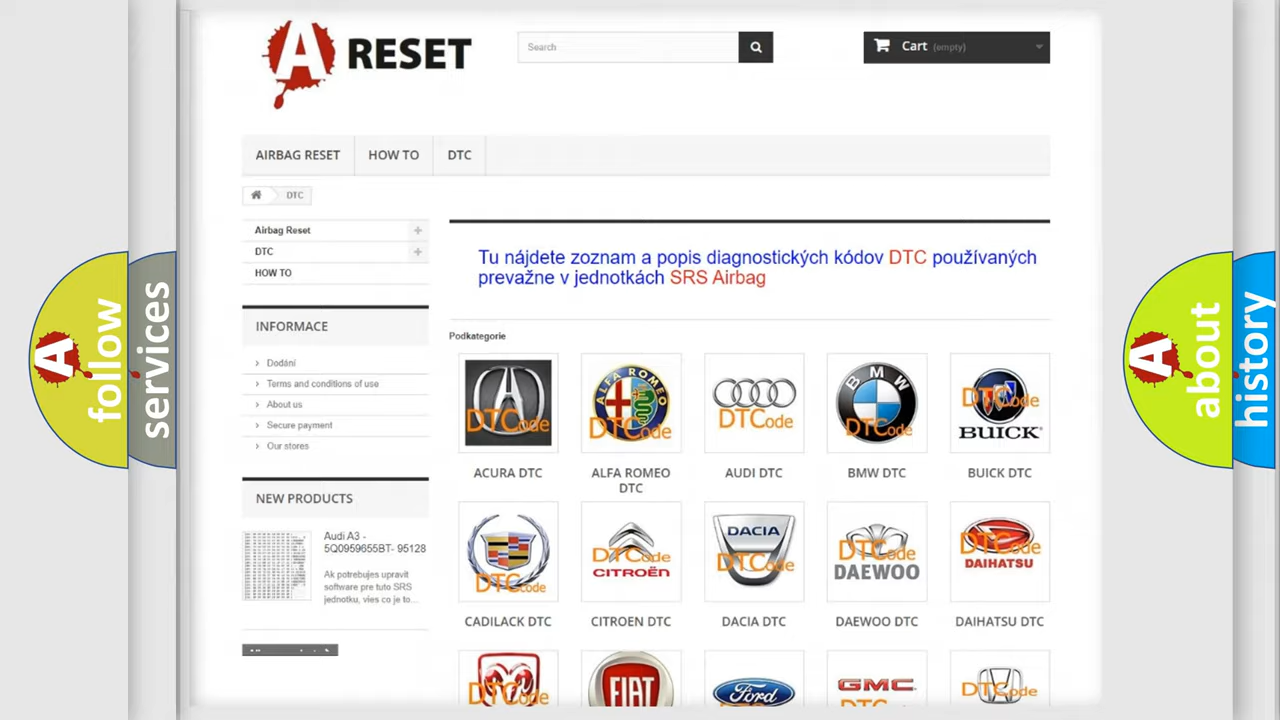 A RESET
Search
Cart (empty)
AIRBAG RESET
HOW TO
DTC
DTC
Airbag Reset
DTC
HOW TO
INFORMACE
Dodání
Terms and conditions of use
About us
Secure payment
Our stores
NEW PRODUCTS
Audi A3 -
5Q0959655BT- 95128
Ak potrebujes upravit
software pre tuto SRS
jednotku, vies co je to...
Tu nájdete zoznam a popis diagnostických kódov DTC používaných
prevažne v jednotkách SRS Airbag
Podkategorie
DTCode
ALFA ROMEO
DTCode
DTCode
BMW
DTCode
DTCode
BUICK
ACURA DTC
ALFA ROMEO
DTC
AUDI DTC
BMW DTC
BUICK DTC
DTCode
DTCode
CITROËN
DACIA
DTCode
DTCode
DAEWOO
DTCode
DAIHATSU
CADILACK DTC
CITROEN DTC
DACIA DTC
DAEWOO DTC
DAIHATSU DTC
DTCode
FIAT
Ford
GMC
DTCode
A follow
services
A about
history